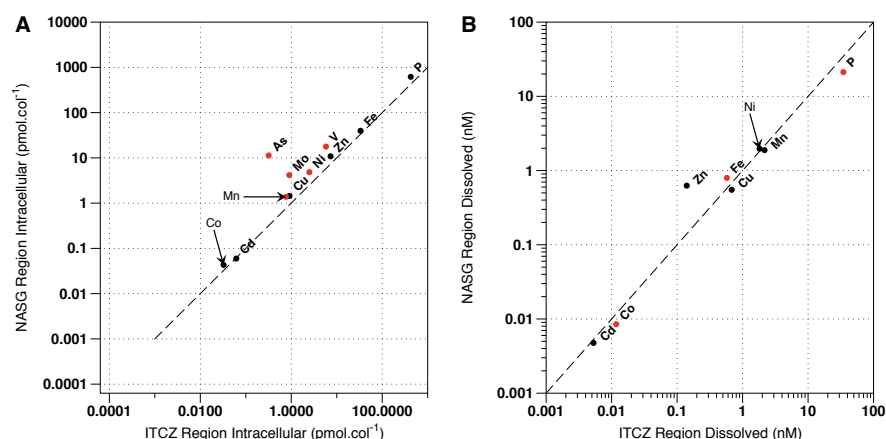 A
NASG Region Intracellular (pmol.col⁻¹)
10000
1000
100
10
1
0.1
0.01
0.001
0.0001
P
Fe
V
Zn
As
Mo
Ni
Cu
Mn
Co
Cd
0.0001 0.0100 1.0000 100.0000
ITCZ Region Intracellular (pmol.col⁻¹)
B
NASG Region Dissolved (nM)
100
10
1
0.1
0.01
0.001
P
Ni
Mn
Zn
Fe
Cu
Co
Cd
0.001 0.01 0.1 1 10 100
ITCZ Region Dissolved (nM)